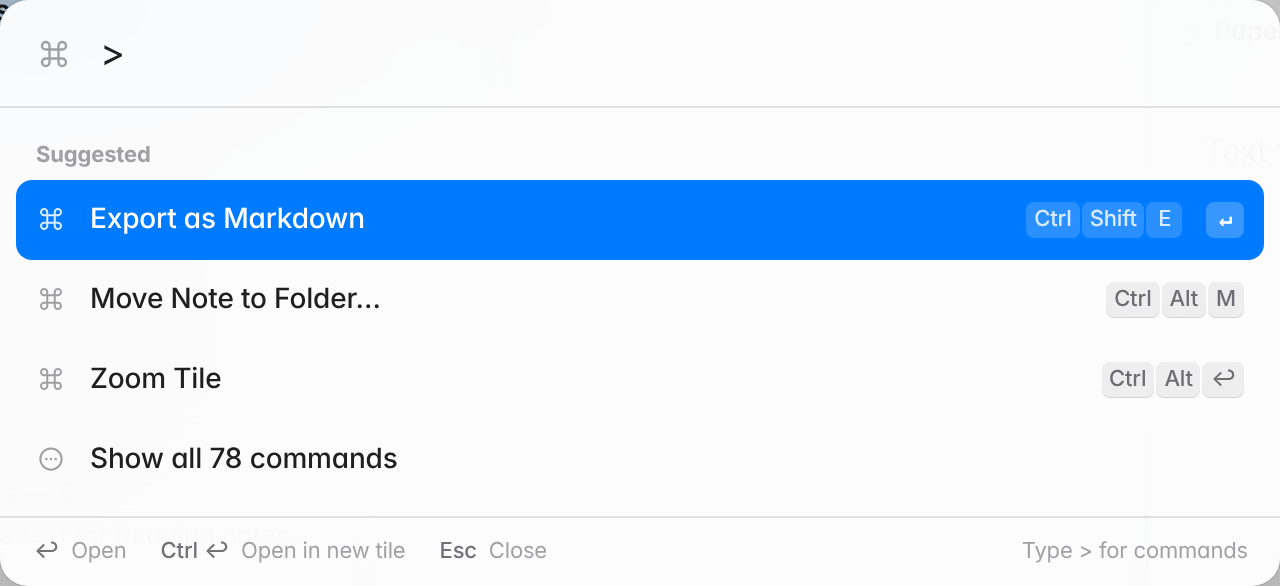 ⌘ >
Suggested
⌘ Export as Markdown Ctrl Shift E ↵
⌘ Move Note to Folder... Ctrl Alt M
⌘ Zoom Tile Ctrl Alt ↩
Show all 78 commands
↩ Open Ctrl ↩ Open in new tile Esc Close Type > for commands